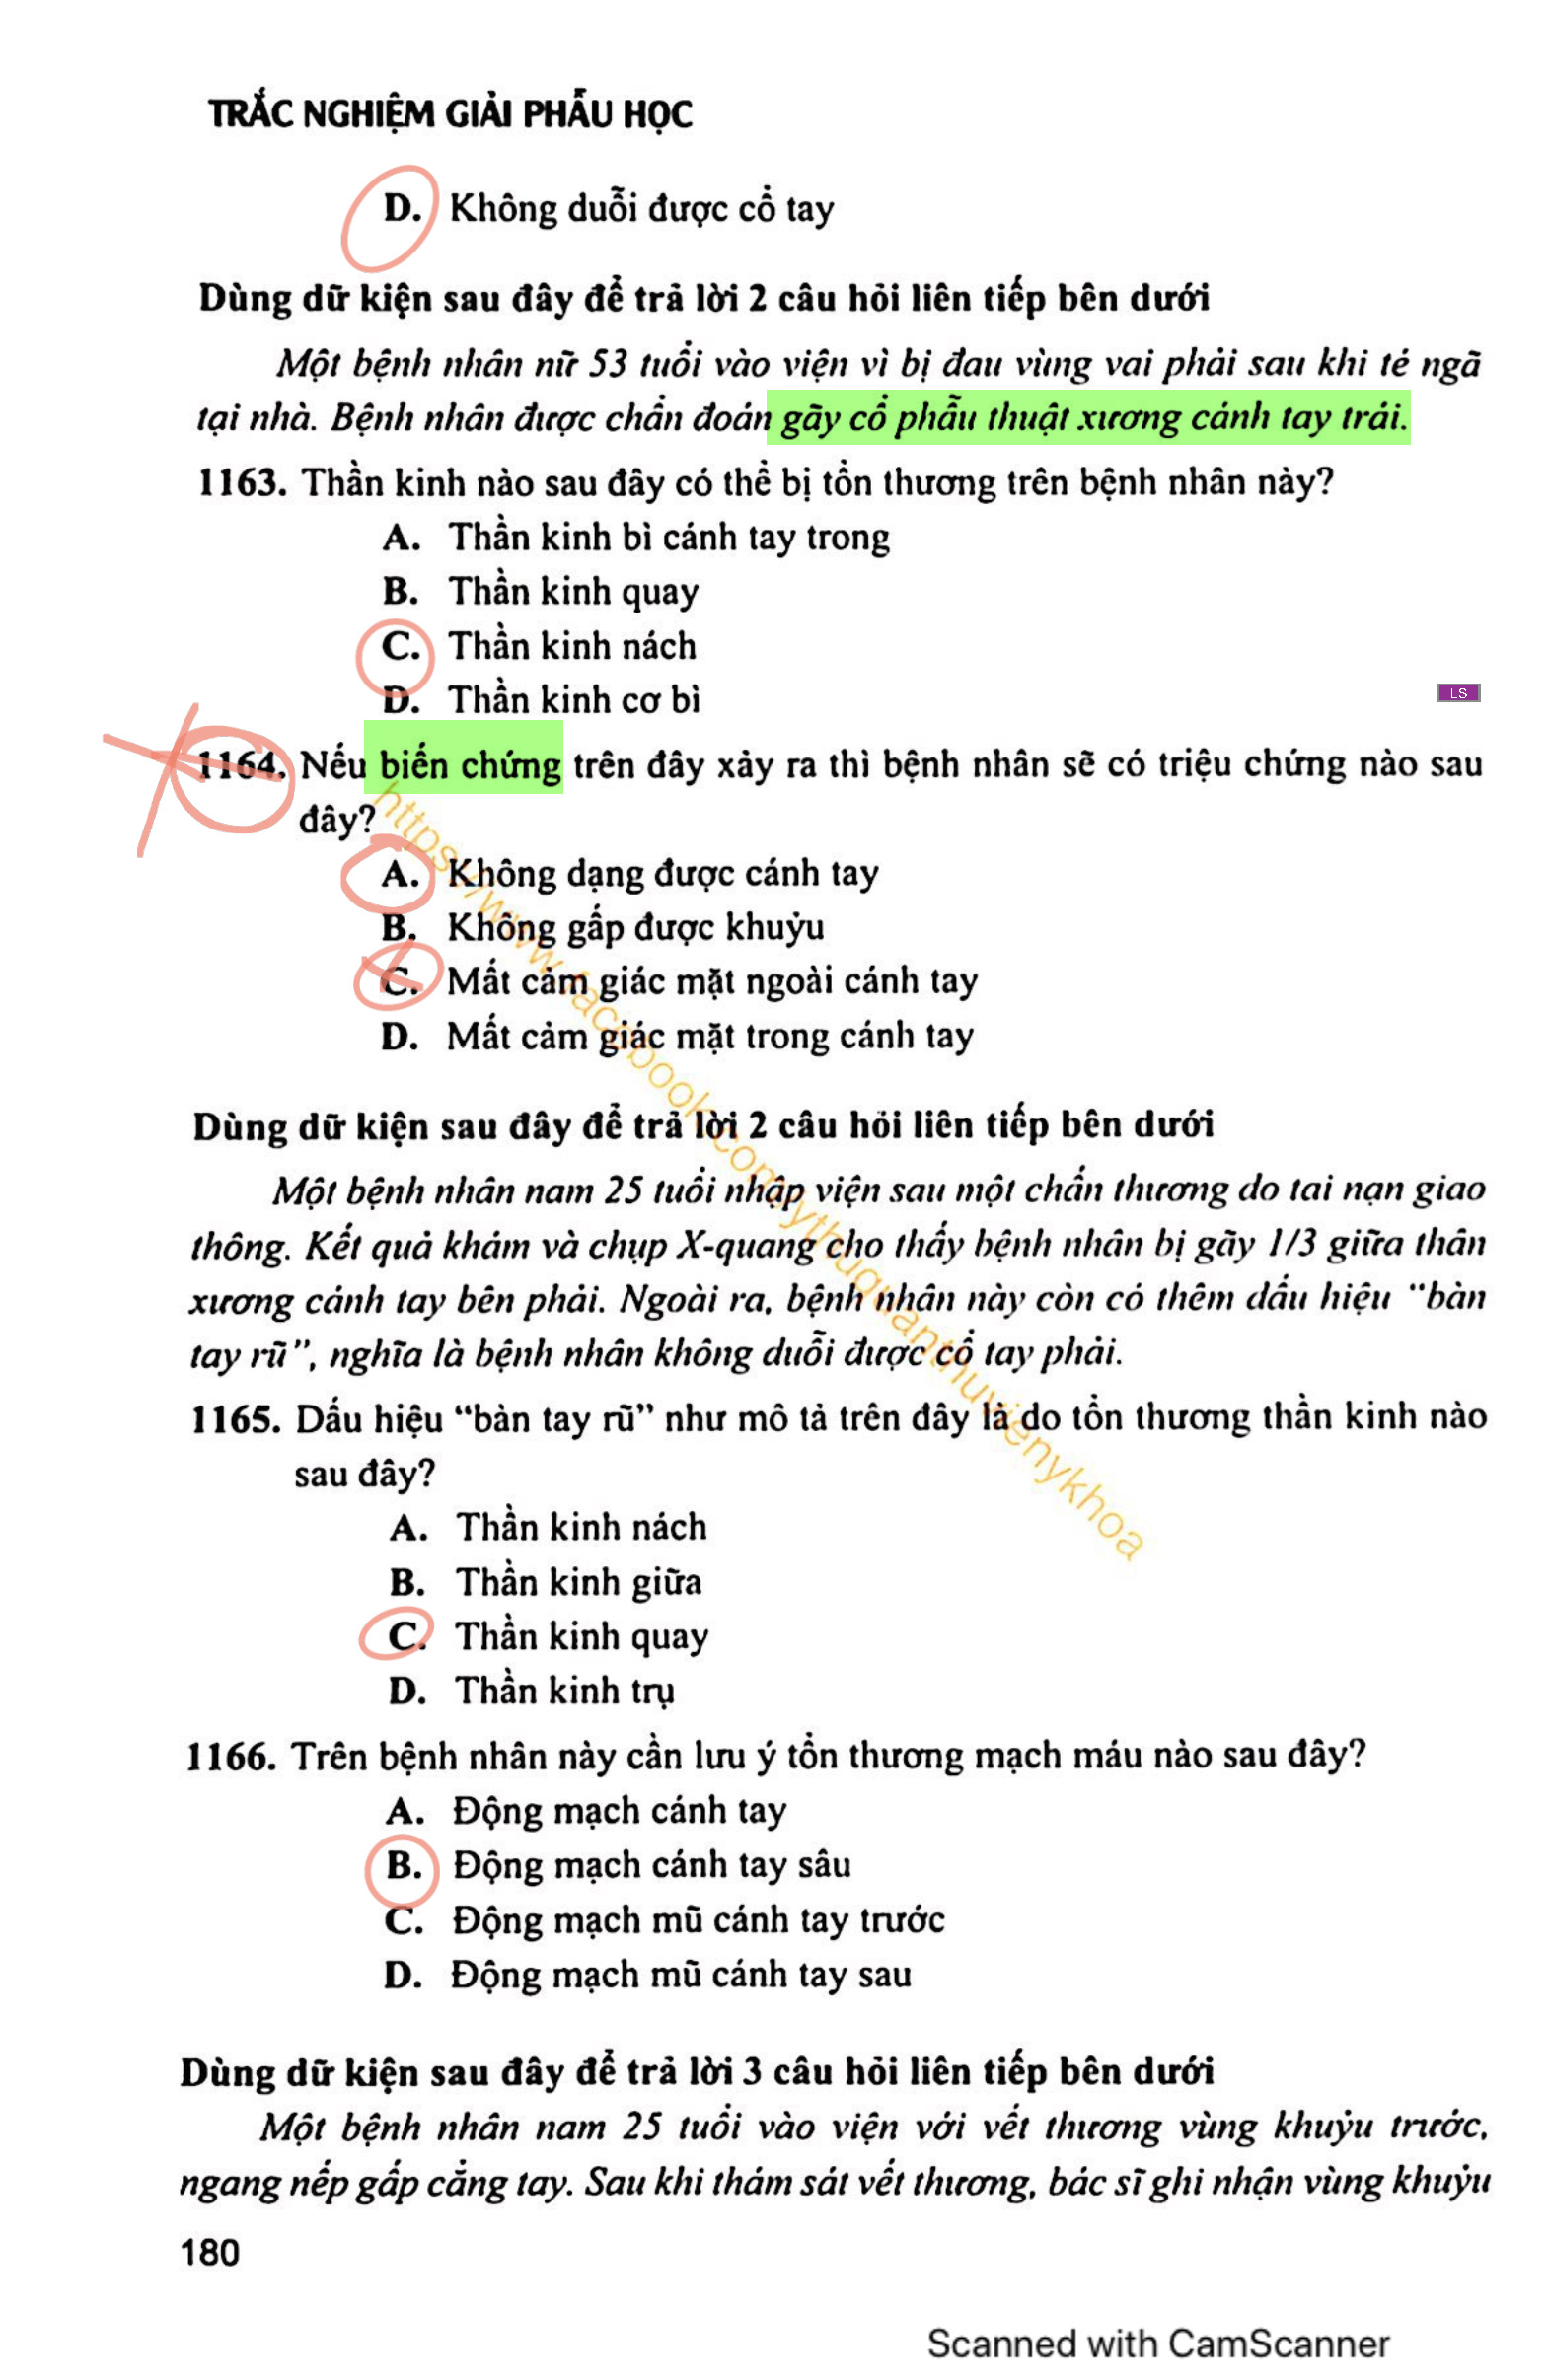 TRẮC NGHIỆM GIẢI PHẪU HỌC
D. Không duỗi được cổ tay
Dùng dữ kiện sau đây để trả lời 2 câu hỏi liên tiếp bên dưới
Một bệnh nhân nữ 53 tuổi vào viện vì bị đau vùng vai phải sau khi té ngã
tại nhà. Bệnh nhân được chẩn đoán gãy cổ phẫu thuật xương cánh tay trái.
1163. Thần kinh nào sau đây có thể bị tổn thương trên bệnh nhân này?
A. Thần kinh bì cánh tay trong
B. Thần kinh quay
C. Thần kinh nách
D. Thần kinh cơ bì
LS
1164. Nếu biến chứng trên đây xảy ra thì bệnh nhân sẽ có triệu chứng nào sau
đây?
A. Không dạng được cánh tay
B. Không gấp được khuỷu
C. Mất cảm giác mặt ngoài cánh tay
D. Mất cảm giác mặt trong cánh tay
Dùng dữ kiện sau đây để trả lời 2 câu hỏi liên tiếp bên dưới
Một bệnh nhân nam 25 tuổi nhập viện sau một chấn thương do tai nạn giao
thông. Kết quả khám và chụp X-quang cho thấy bệnh nhân bị gãy 1/3 giữa thân
xương cánh tay bên phải. Ngoài ra, bệnh nhân này còn có thêm dấu hiệu "bàn
tay rũ", nghĩa là bệnh nhân không duỗi được cổ tay phải.
1165. Dấu hiệu "bàn tay rũ" như mô tả trên đây là do tổn thương thần kinh nào
sau đây?
A. Thần kinh nách
B. Thần kinh giữa
C. Thần kinh quay
D. Thần kinh trụ
1166. Trên bệnh nhân này cần lưu ý tổn thương mạch máu nào sau đây?
A. Động mạch cánh tay
B. Động mạch cánh tay sâu
C. Động mạch mũ cánh tay trước
D. Động mạch mũ cánh tay sau
Dùng dữ kiện sau đây để trả lời 3 câu hỏi liên tiếp bên dưới
Một bệnh nhân nam 25 tuổi vào viện với vết thương vùng khuỷu trước,
ngang nếp gấp cẳng tay. Sau khi thám sát vết thương, bác sĩ ghi nhận vùng khuỷu
180
https://www.facebook.com/ythuquanthuvienykhoa
Scanned with CamScanner